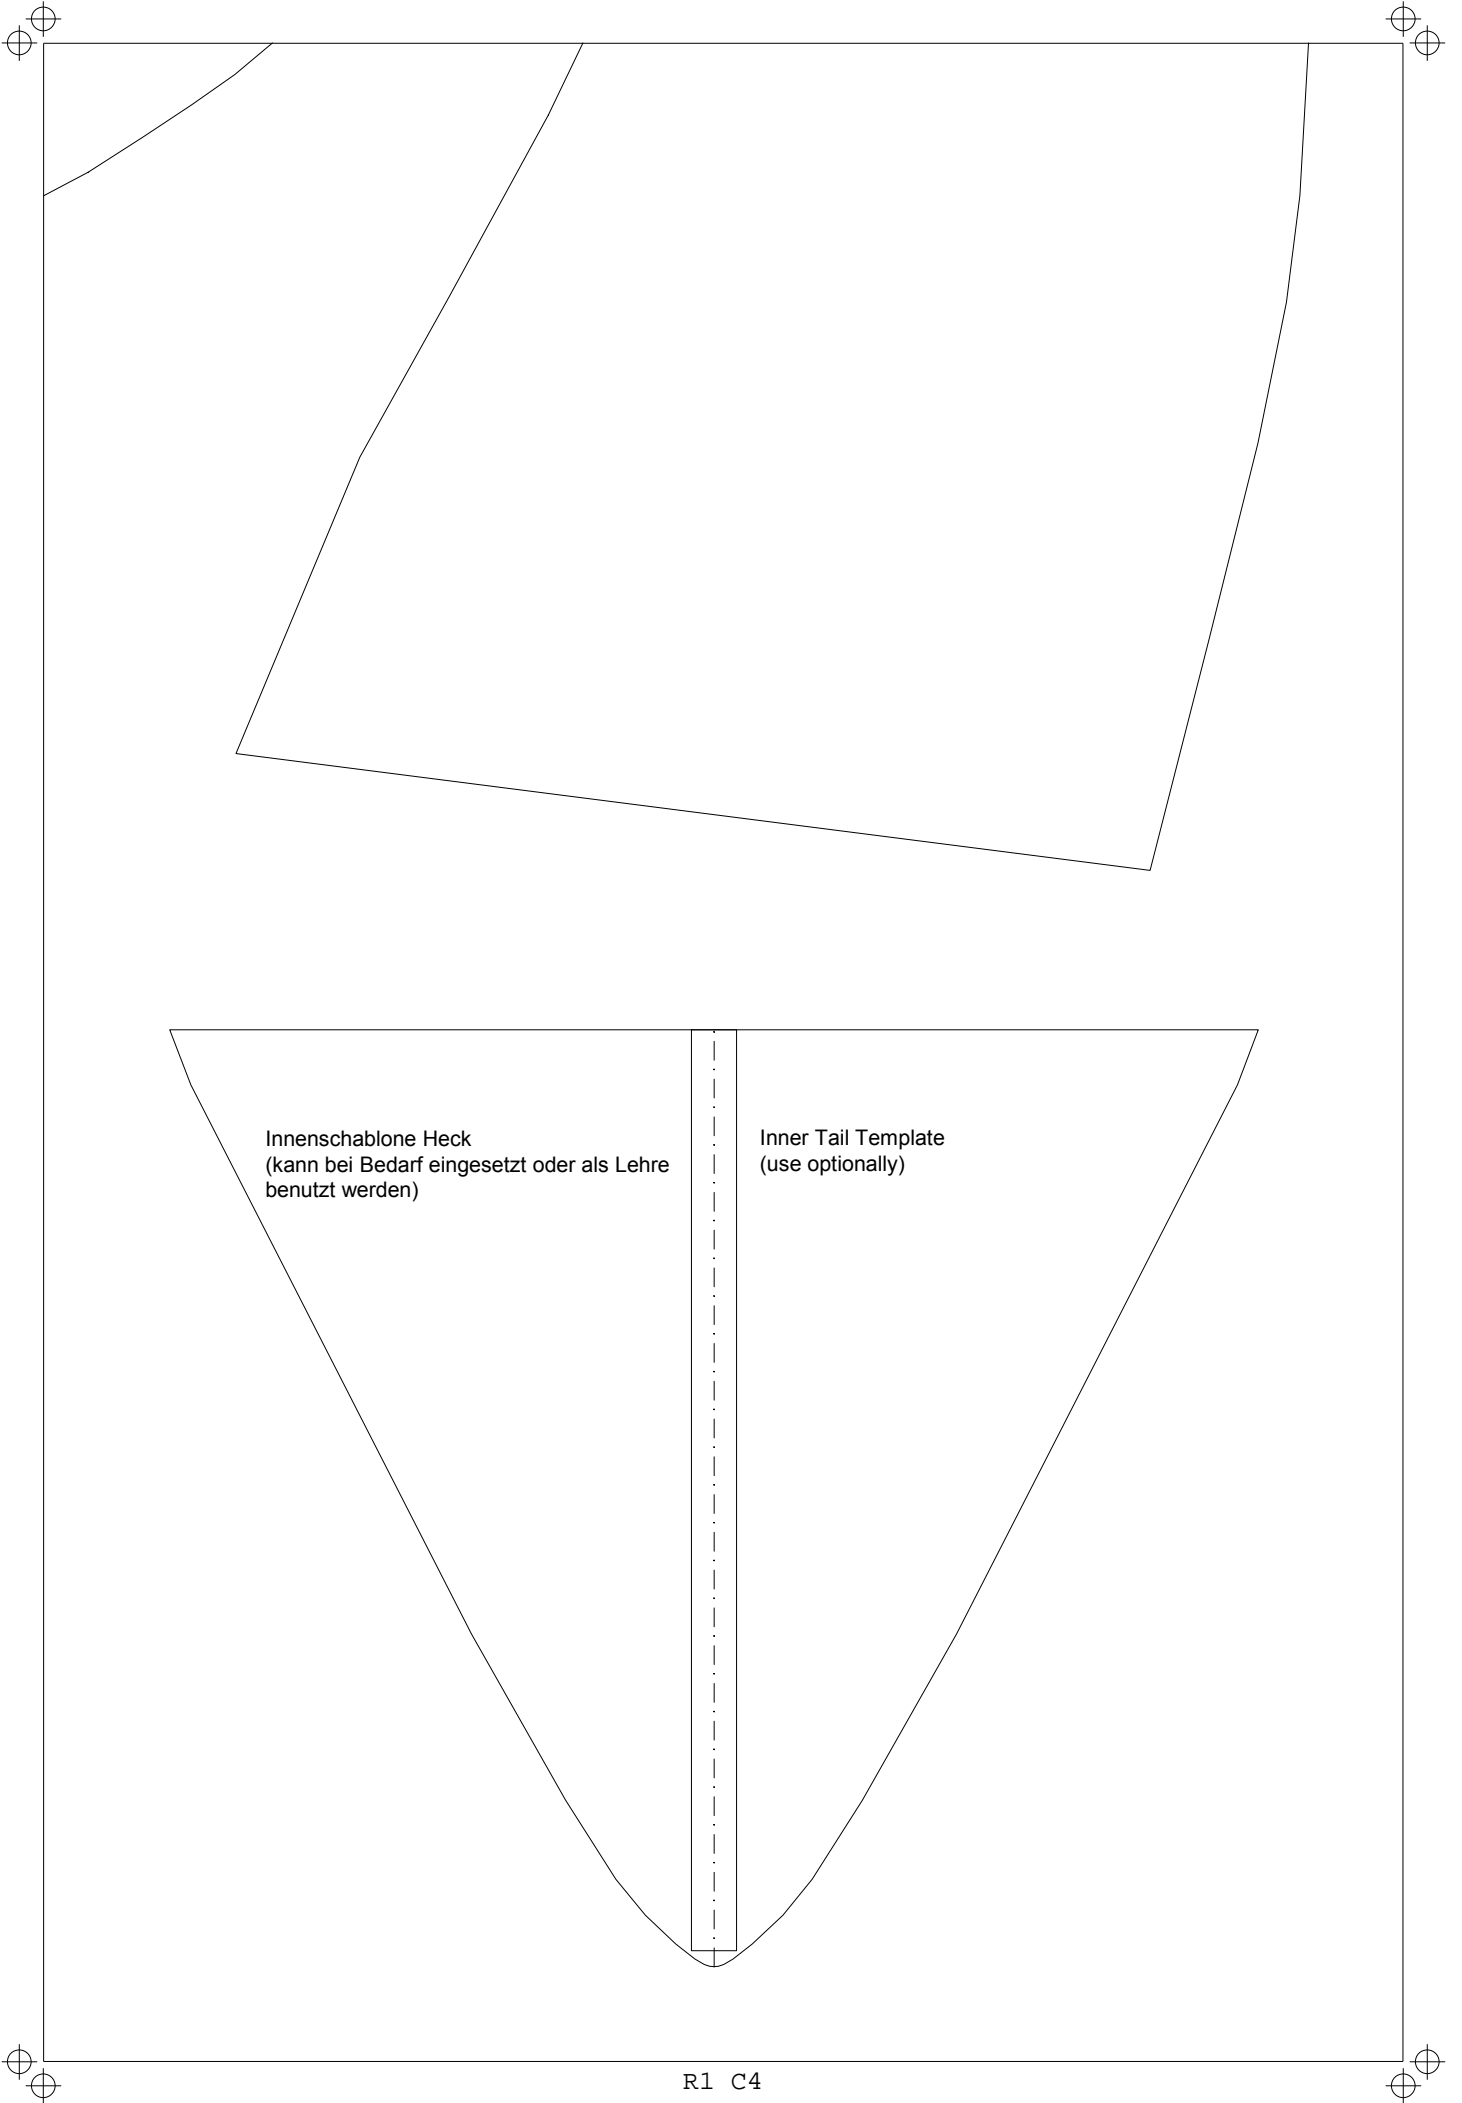 Innenschablone Heck
(kann bei Bedarf eingesetzt oder als Lehre
benutzt werden)
Inner Tail Template
(use optionally)
R1 C4